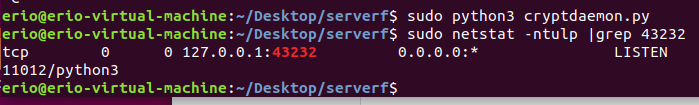 erio@erio-virtual-machine:~/Desktop/serverf$ sudo python3 cryptdaemon.py
erio@erio-virtual-machine:~/Desktop/serverf$ sudo netstat -ntulp |grep 43232
tcp        0      0 127.0.0.1:43232         0.0.0.0:*               LISTEN
11012/python3
erio@erio-virtual-machine:~/Desktop/serverf$